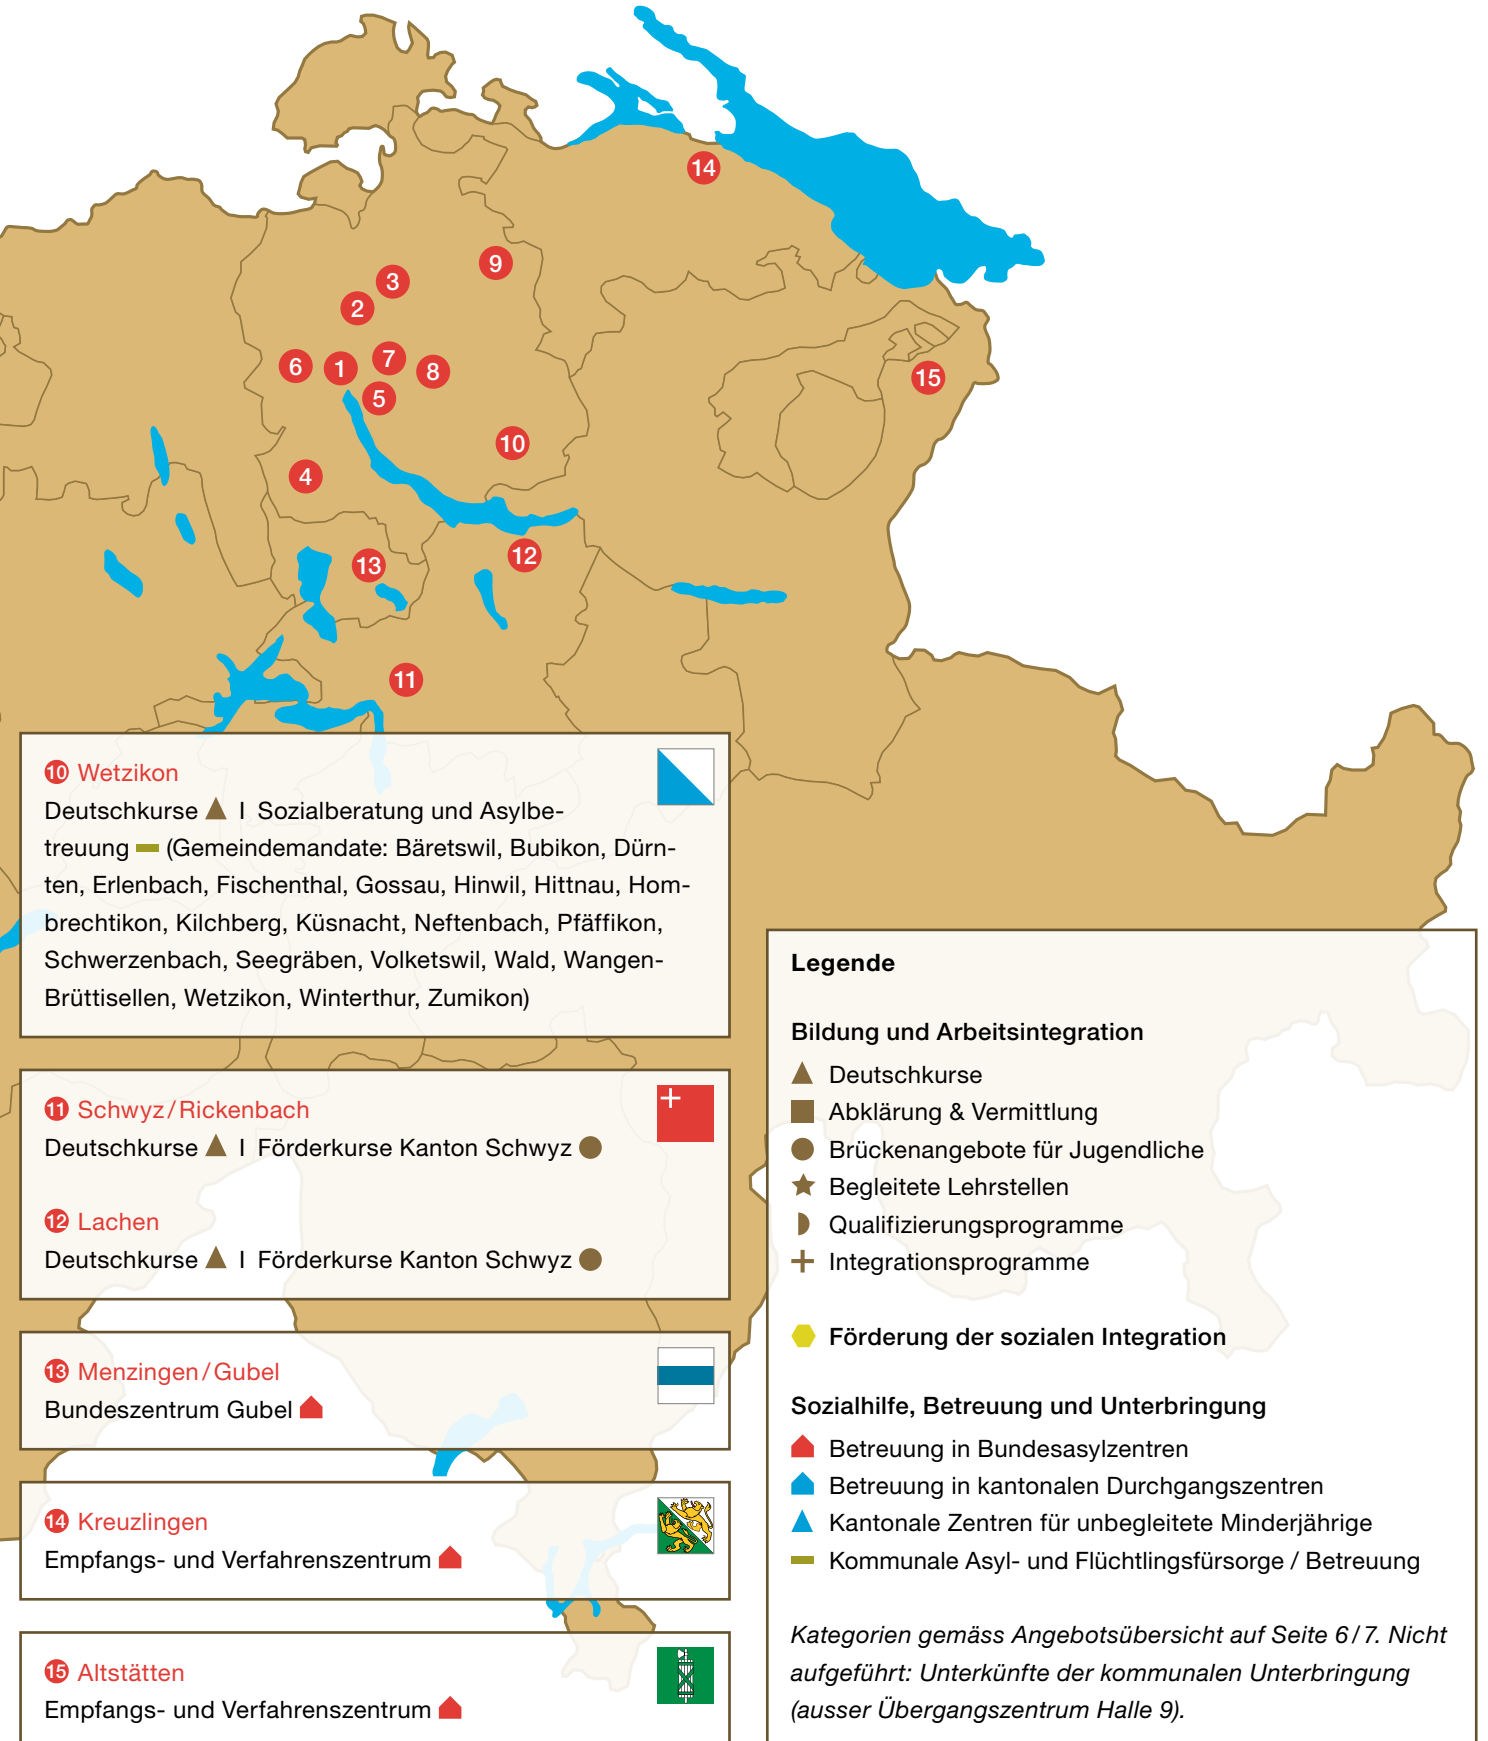 14
9
3
2
7
6
1
8
15
5
10
4
12
13
11
10 Wetzikon
Deutschkurse | Sozialberatung und Asylbe-
treuung (Gemeindemandate: Bäretswil, Bubikon, Dürn-
ten, Erlenbach, Fischenthal, Gossau, Hinwil, Hittnau, Hom-
brechtikon, Kilchberg, Küsnacht, Neftenbach, Pfäffikon,
Schwerzenbach, Seegräben, Volketswil, Wald, Wangen-
Brüttisellen, Wetzikon, Winterthur, Zumikon)
11 Schwyz/Rickenbach
Deutschkurse | Förderkurse Kanton Schwyz
12 Lachen
Deutschkurse | Förderkurse Kanton Schwyz
13 Menzingen/Gubel
Bundeszentrum Gubel
14 Kreuzlingen
Empfangs- und Verfahrenszentrum
15 Altstätten
Empfangs- und Verfahrenszentrum
Legende
Bildung und Arbeitsintegration
Deutschkurse
Abklärung & Vermittlung
Brückenangebote für Jugendliche
Begleitete Lehrstellen
Qualifizierungsprogramme
Integrationsprogramme
Förderung der sozialen Integration
Sozialhilfe, Betreuung und Unterbringung
Betreuung in Bundesasylzentren
Betreuung in kantonalen Durchgangszentren
Kantonale Zentren für unbegleitete Minderjährige
Kommunale Asyl- und Flüchtlingsfürsorge / Betreuung
Kategorien gemäss Angebotsübersicht auf Seite 6/7. Nicht
aufgeführt: Unterkünfte der kommunalen Unterbringung
(ausser Übergangszentrum Halle 9).